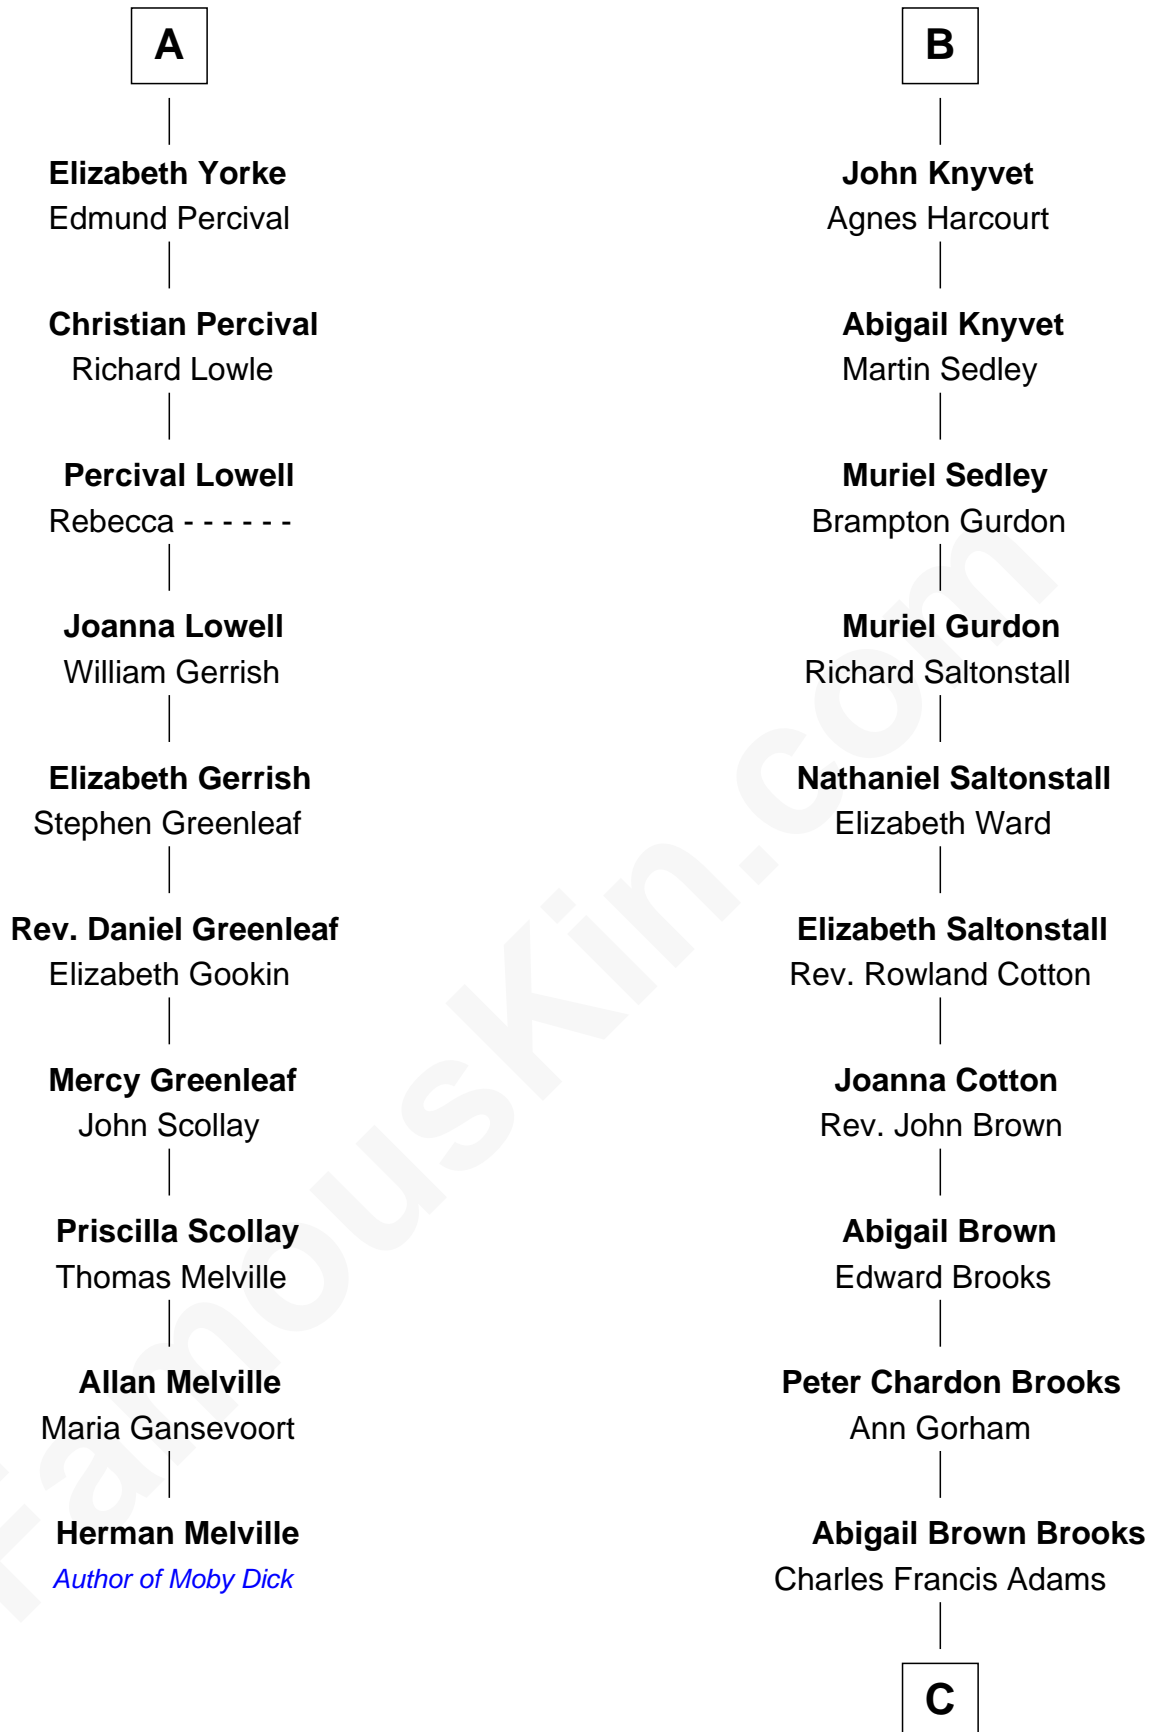 A
Elizabeth Yorke
Edmund Percival
Christian Percival
Richard Lowle
Percival Lowell
Rebecca - - - - - -
Joanna Lowell
William Gerrish
Elizabeth Gerrish
Stephen Greenleaf
Rev. Daniel Greenleaf
Elizabeth Gookin
Mercy Greenleaf
John Scollay
Priscilla Scollay
Thomas Melville
Allan Melville
Maria Gansevoort
Herman Melville
Author of Moby Dick
B
John Knyvet
Agnes Harcourt
Abigail Knyvet
Martin Sedley
Muriel Sedley
Brampton Gurdon
Muriel Gurdon
Richard Saltonstall
Nathaniel Saltonstall
Elizabeth Ward
Elizabeth Saltonstall
Rev. Rowland Cotton
Joanna Cotton
Rev. John Brown
Abigail Brown
Edward Brooks
Peter Chardon Brooks
Ann Gorham
Abigail Brown Brooks
Charles Francis Adams
C
FamousKin.com